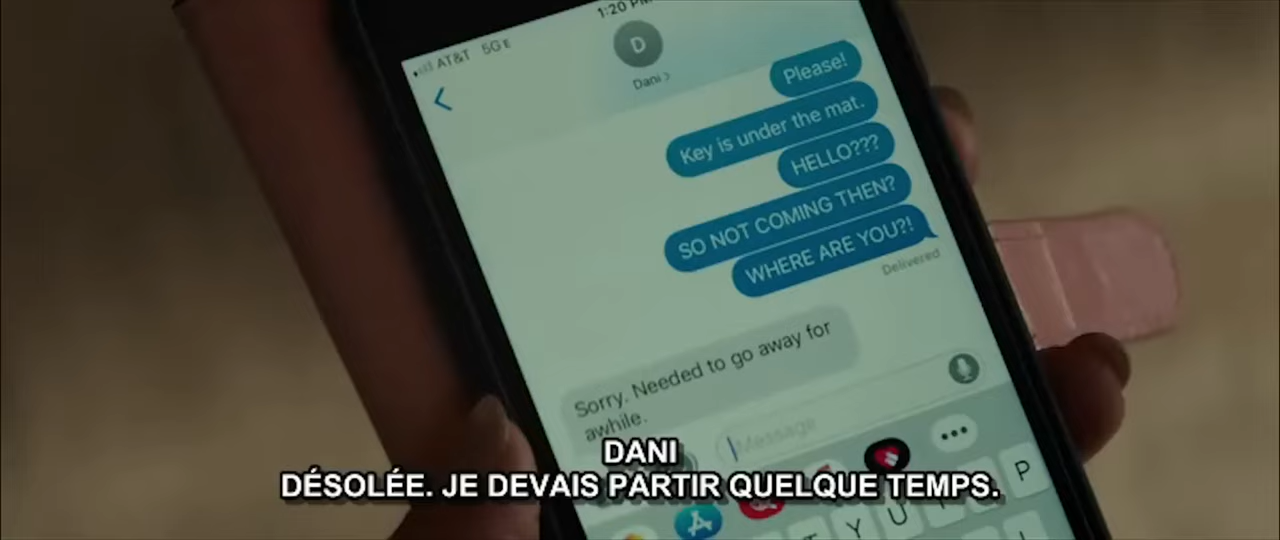 1:20 PM
AT&T 5GE
D
Dani
Please!
Key is under the mat.
HELLO???
SO NOT COMING THEN?
WHERE ARE YOU?!
Delivered
Sorry. Needed to go away for
awhile.
Message
DANI
DÉSOLÉE. JE DEVAIS PARTIR QUELQUE TEMPS.
P
Y U